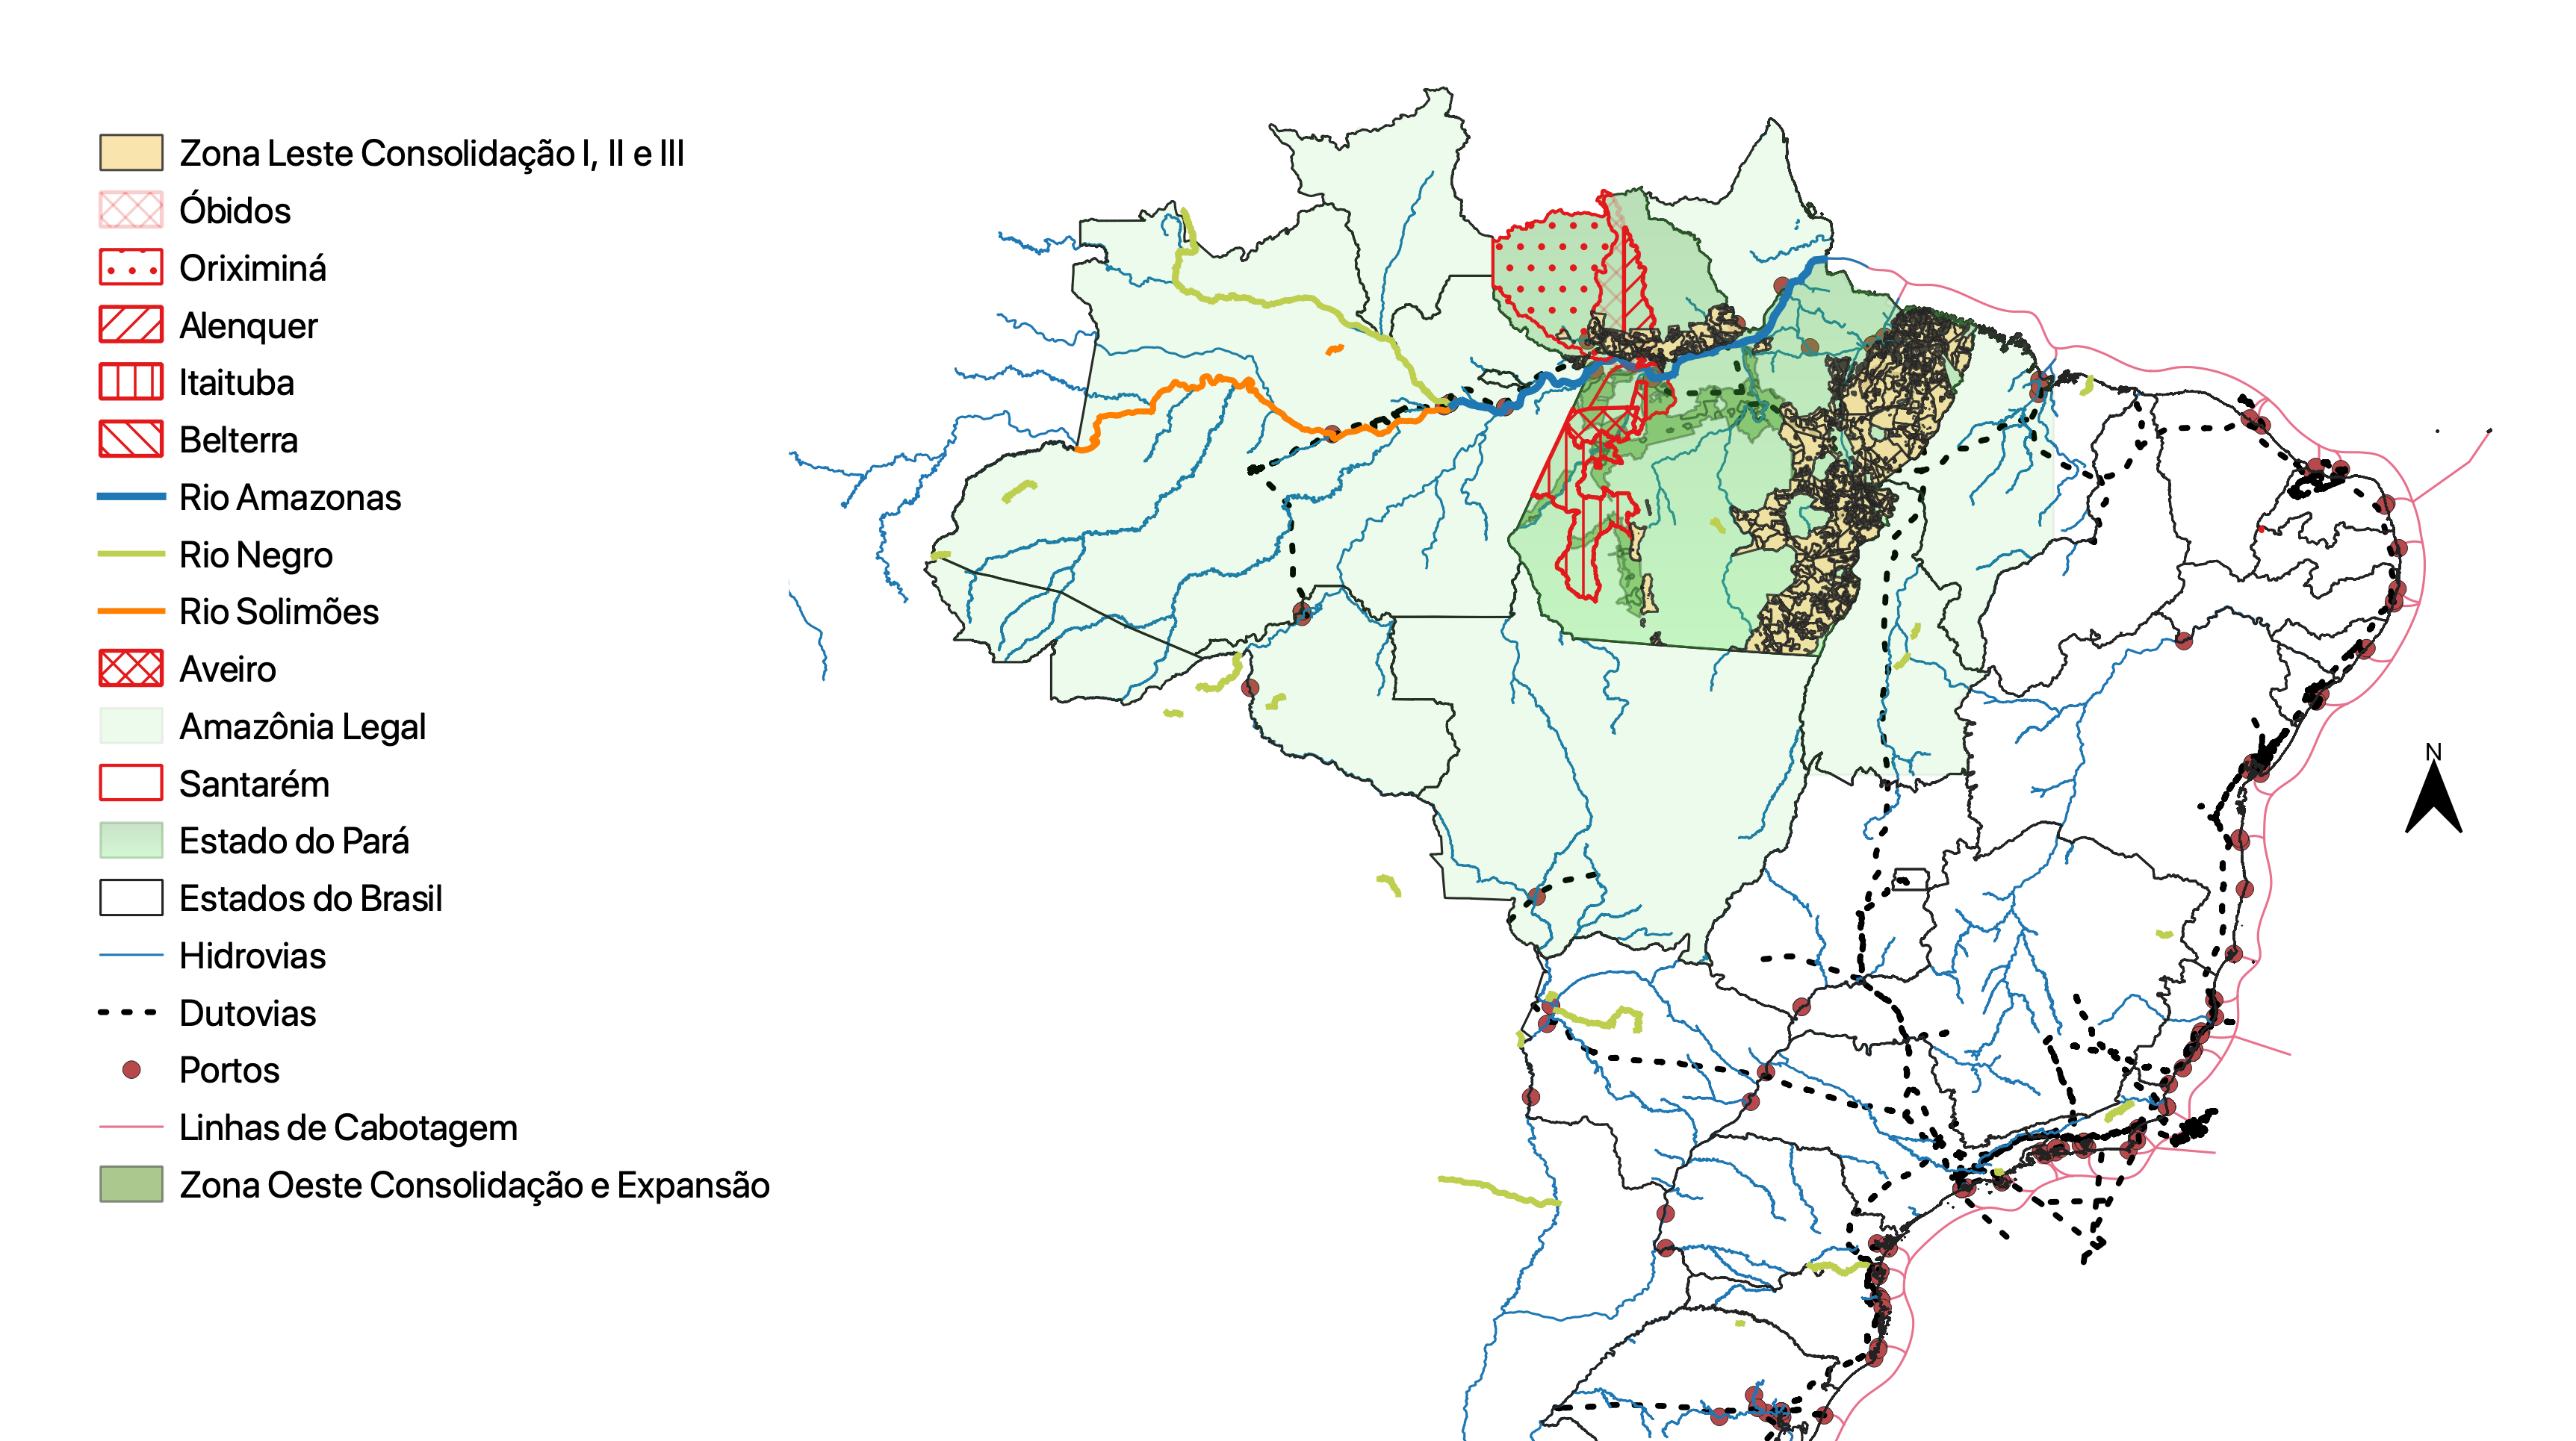 Zona Leste Consolidação I, II e III
Óbidos
Oriximiná
Alenquer
Itaituba
Belterra
Rio Amazonas
Rio Negro
Rio Solimões
Aveiro
Amazônia Legal
Santarém
Estado do Pará
Estados do Brasil
Hidrovias
Dutovias
Portos
Linhas de Cabotagem
Zona Oeste Consolidação e Expansão
N